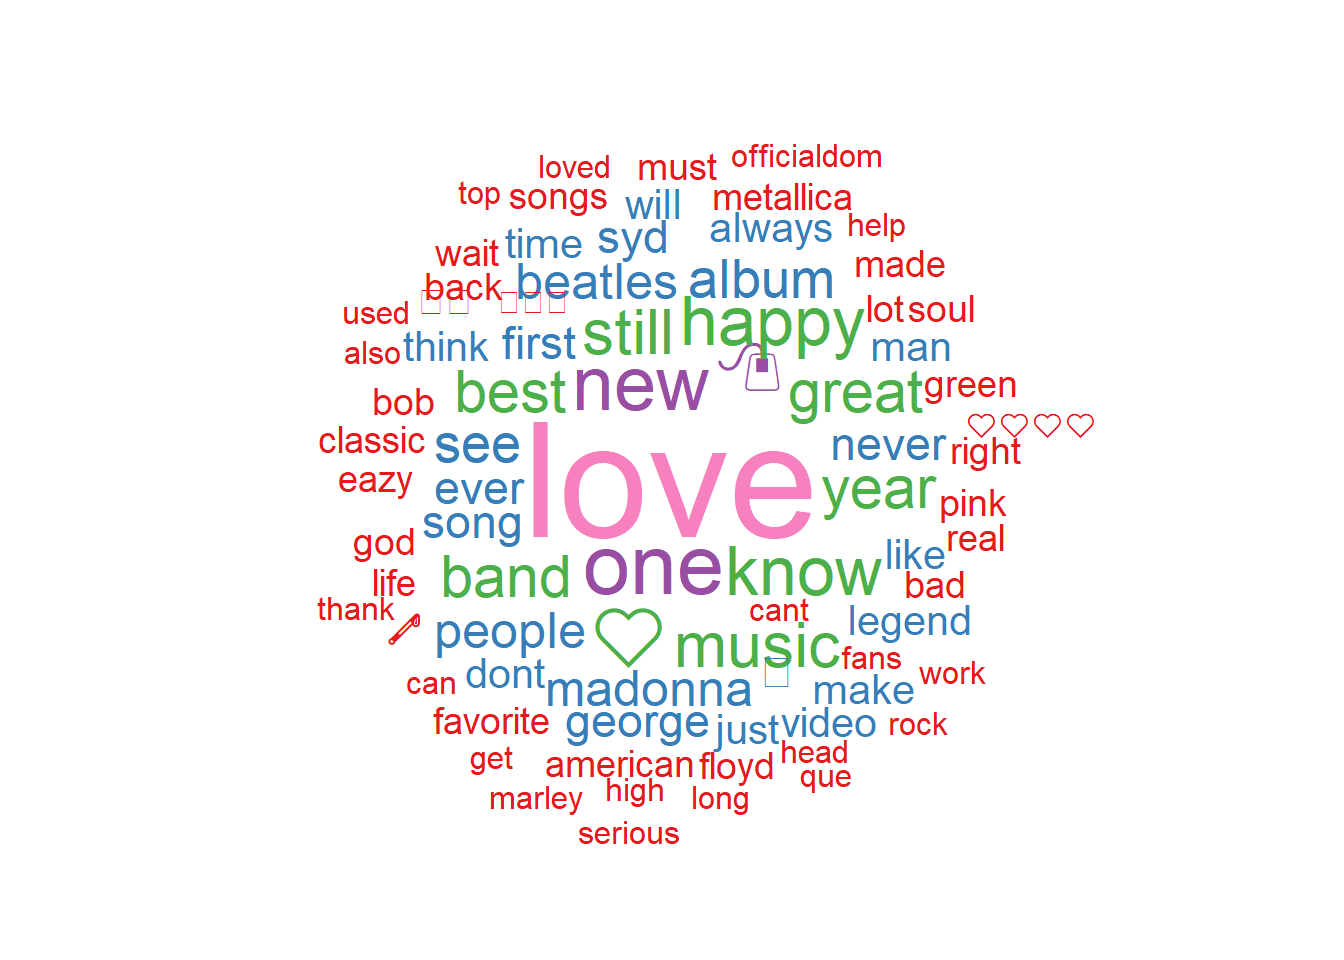 loved must officialdom
top songs will metallica
wait time syd always help
back beatles album made
used still happy lot soul
also think first man
best new great green
bob
classic see love never right
eazy ever year pink
song
god band one know like real
life bad
thank people ♡ music cant legend
can dont madonna fans work
make
favorite george just video rock
get american floyd head
que
marley high long
serious
♡♡♡♡